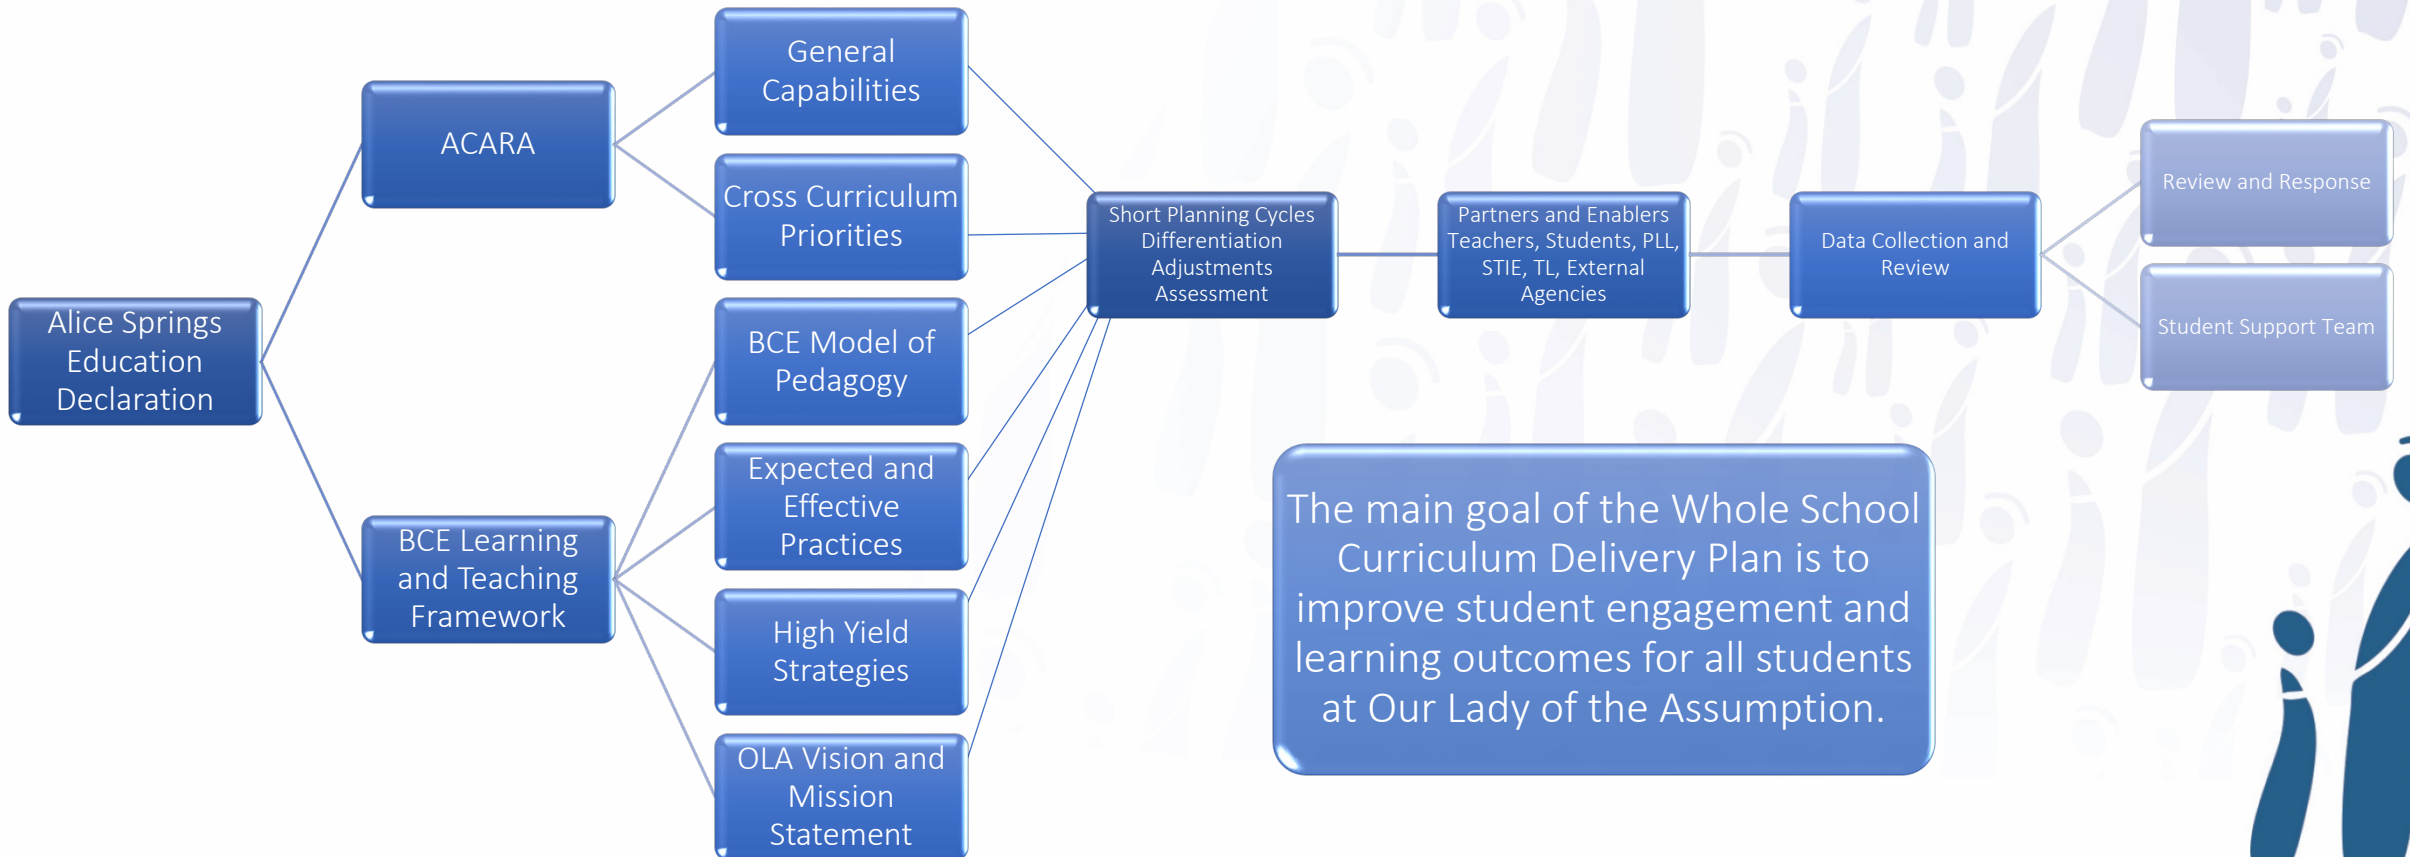 Alice Springs
Education
Declaration
ACARA
BCE Learning
and Teaching
Framework
General
Capabilities
Cross Curriculum
Priorities
BCE Model of
Pedagogy
Expected and
Effective
Practices
High Yield
Strategies
OLA Vision and
Mission
Statement
Short Planning Cycles
Differentiation
Adjustments
Assessment
Partners and Enablers
Teachers, Students, PLL,
STIE, TL, External
Agencies
Data Collection and
Review
Review and Response
Student Support Team
The main goal of the Whole School
Curriculum Delivery Plan is to
improve student engagement and
learning outcomes for all students
at Our Lady of the Assumption.